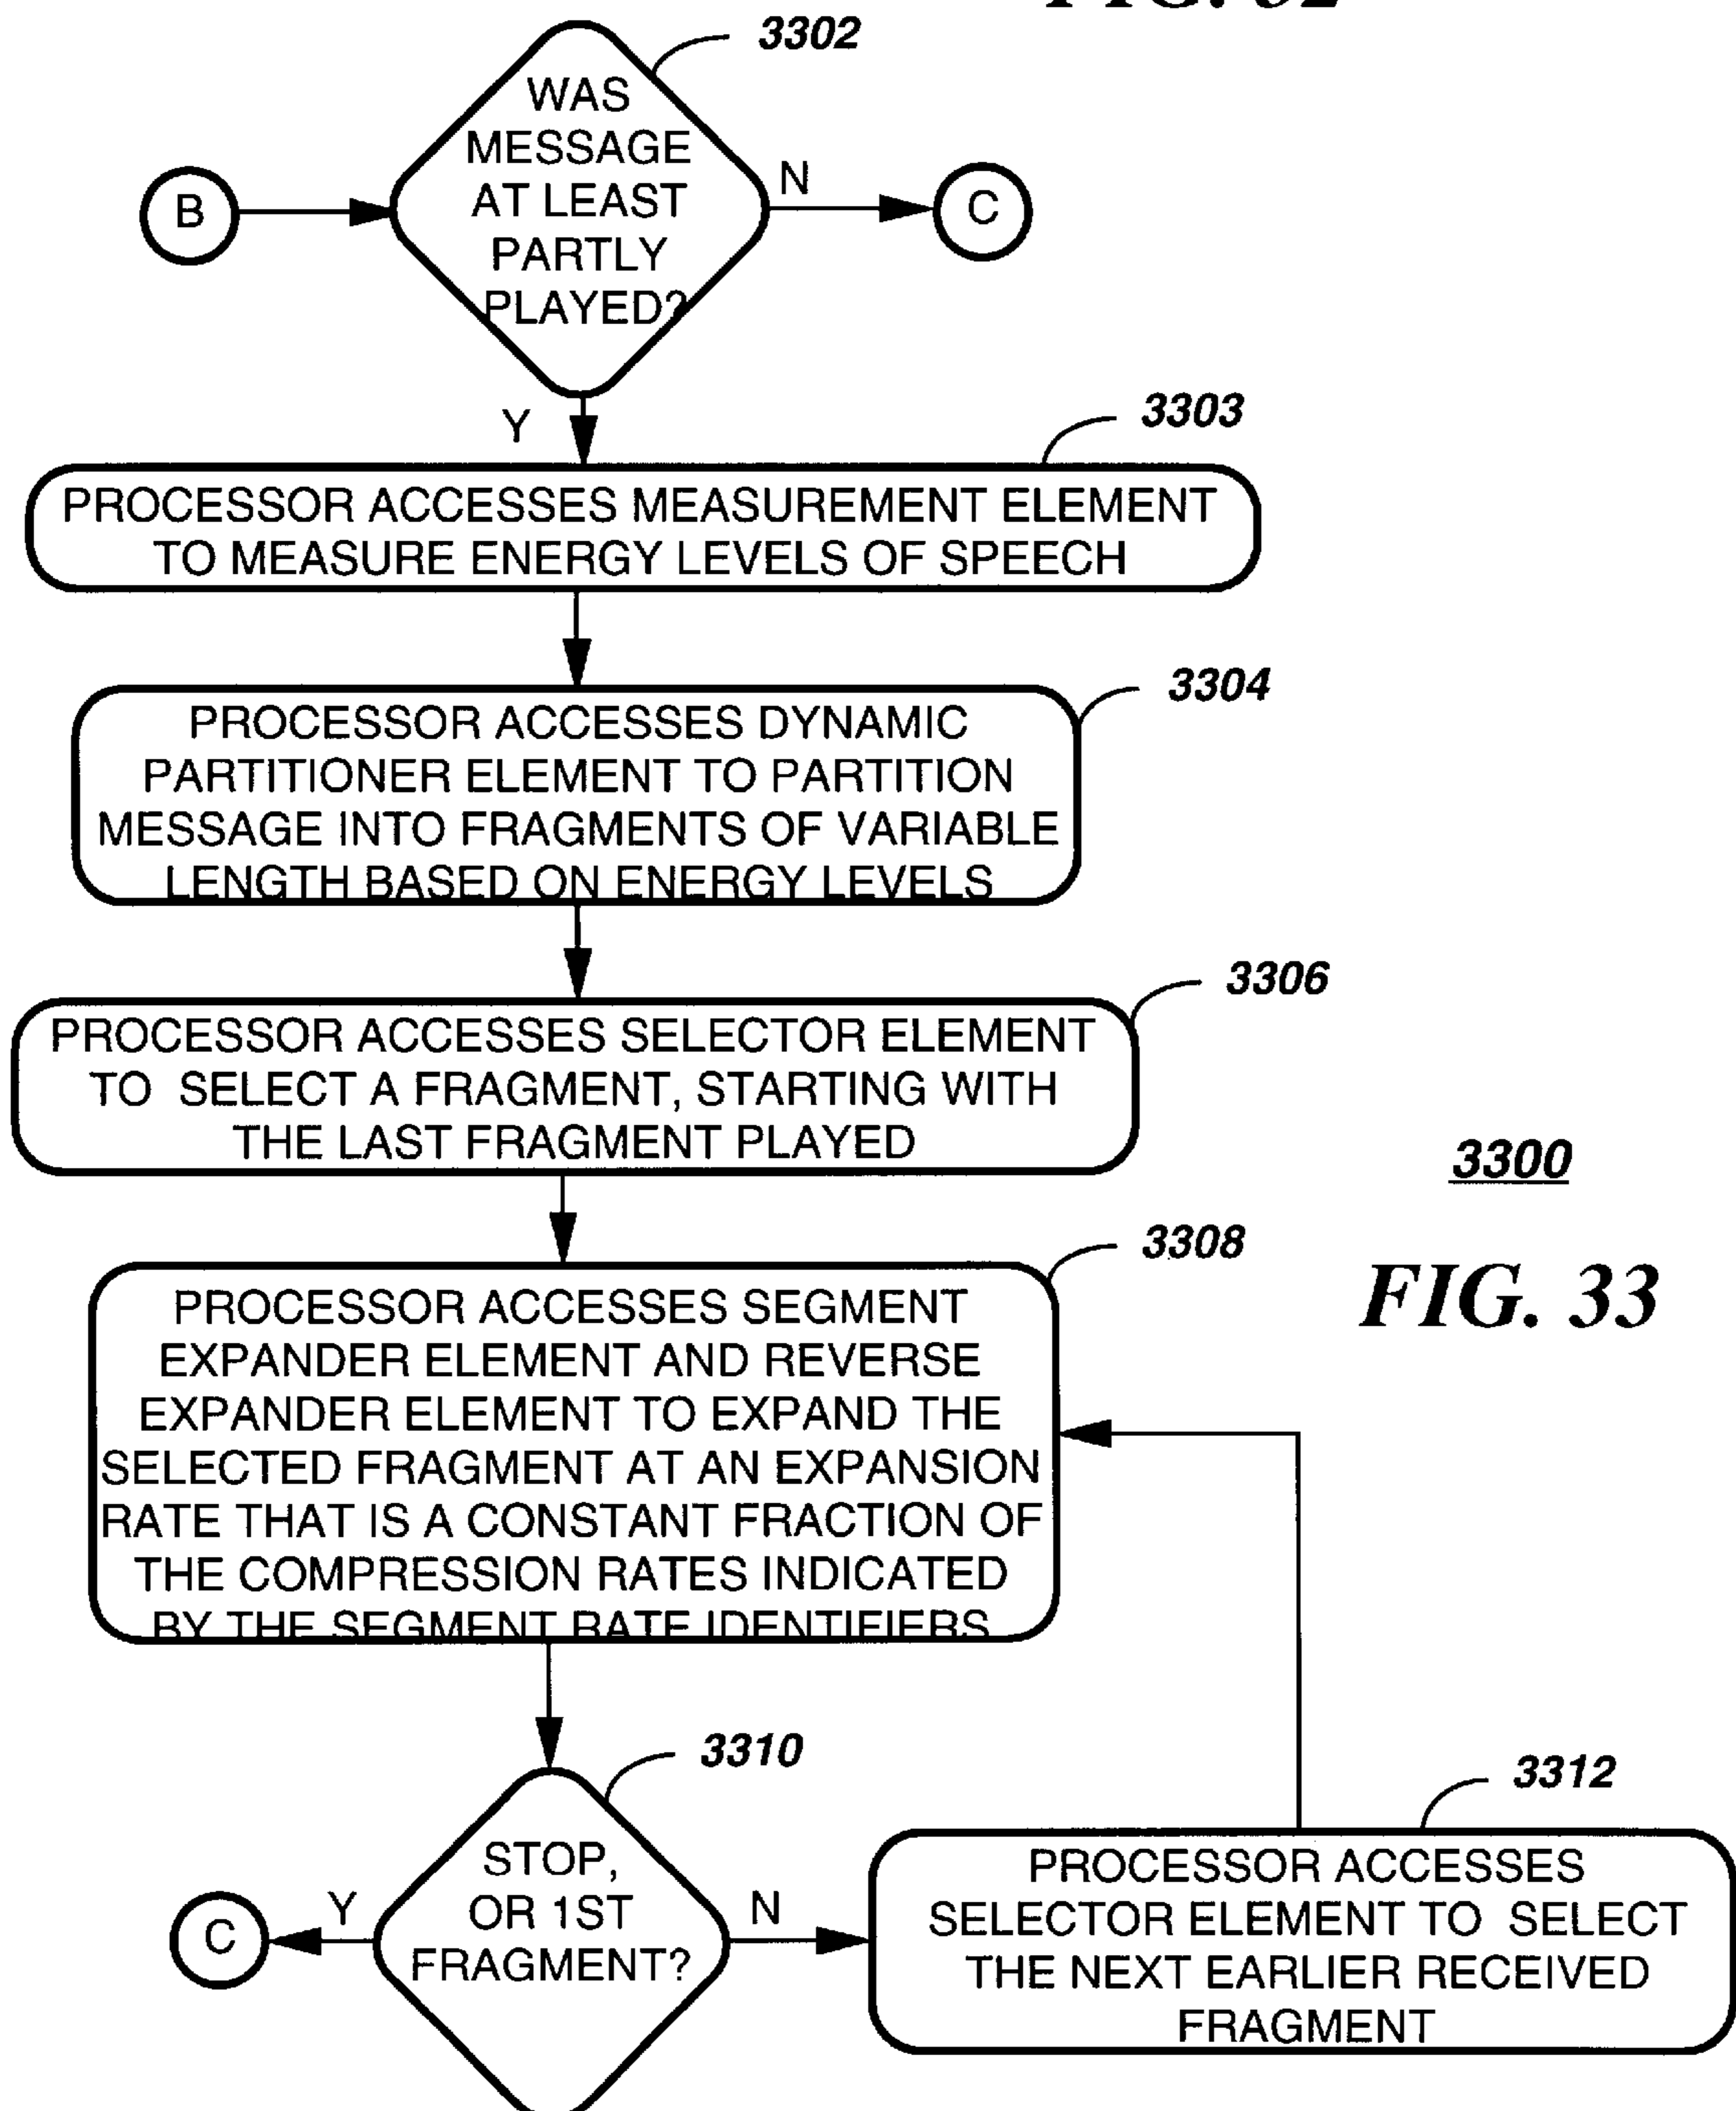 3302
WAS
MESSAGE
AT LEAST
PARTLY
PLAYED?
B
N
C
Y
3303
PROCESSOR ACCESSES MEASUREMENT ELEMENT
TO MEASURE ENERGY LEVELS OF SPEECH
3304
PROCESSOR ACCESSES DYNAMIC
PARTITIONER ELEMENT TO PARTITION
MESSAGE INTO FRAGMENTS OF VARIABLE
LENGTH BASED ON ENERGY LEVELS
3306
PROCESSOR ACCESSES SELECTOR ELEMENT
TO SELECT A FRAGMENT, STARTING WITH
THE LAST FRAGMENT PLAYED
3300
FIG. 33
3308
PROCESSOR ACCESSES SEGMENT
EXPANDER ELEMENT AND REVERSE
EXPANDER ELEMENT TO EXPAND THE
SELECTED FRAGMENT AT AN EXPANSION
RATE THAT IS A CONSTANT FRACTION OF
THE COMPRESSION RATES INDICATED
BY THE SEGMENT RATE IDENTIFIERS
3310
STOP,
OR 1ST
FRAGMENT?
Y
C
N
3312
PROCESSOR ACCESSES
SELECTOR ELEMENT TO SELECT
THE NEXT EARLIER RECEIVED
FRAGMENT